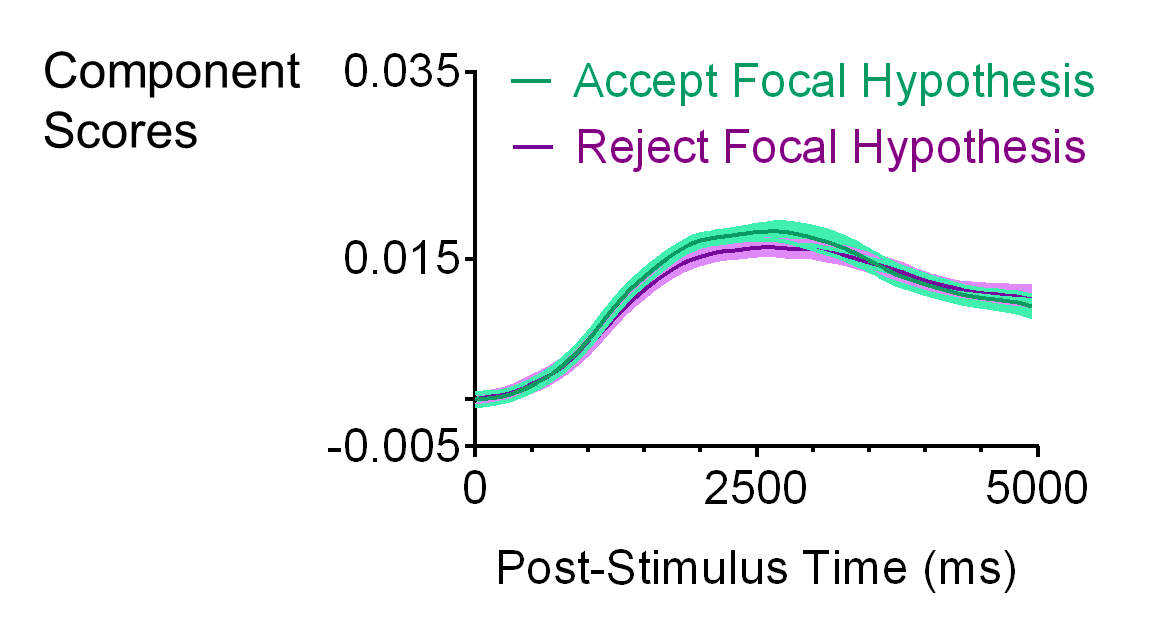 Component
Scores
0.035
Accept Focal Hypothesis
Reject Focal Hypothesis
0.015
-0.005
0 2500 5000
Post-Stimulus Time (ms)